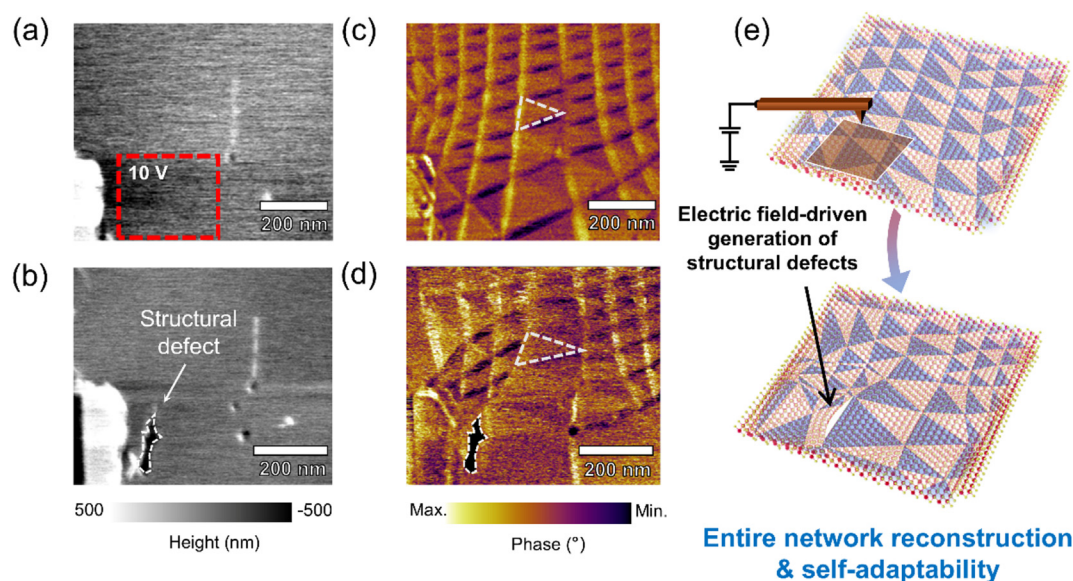 (a)
10 V
200 nm
(b)
Structural
defect
200 nm
500
-500
Height (nm)
(c)
200 nm
(d)
200 nm
Max.
Min.
Phase (°)
(e)
Electric field-driven
generation of
structural defects
Entire network reconstruction
& self-adaptability